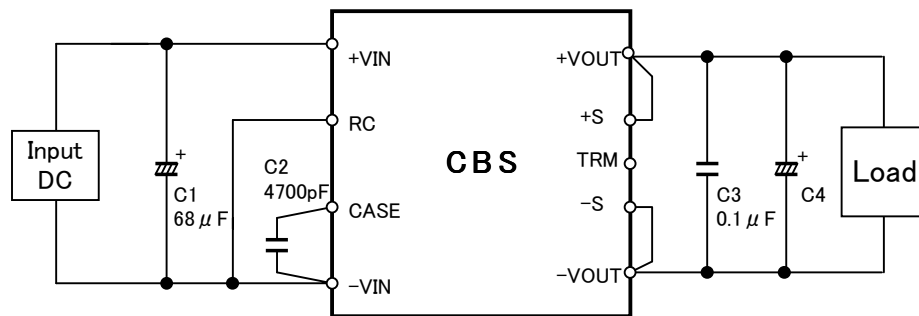 Input
DC
+
C1
68μF
C2
4700pF
+VIN
RC
CASE
-VIN
CBS
+VOUT
+S
TRM
-S
-VOUT
C3
0.1μF
+
C4
Load